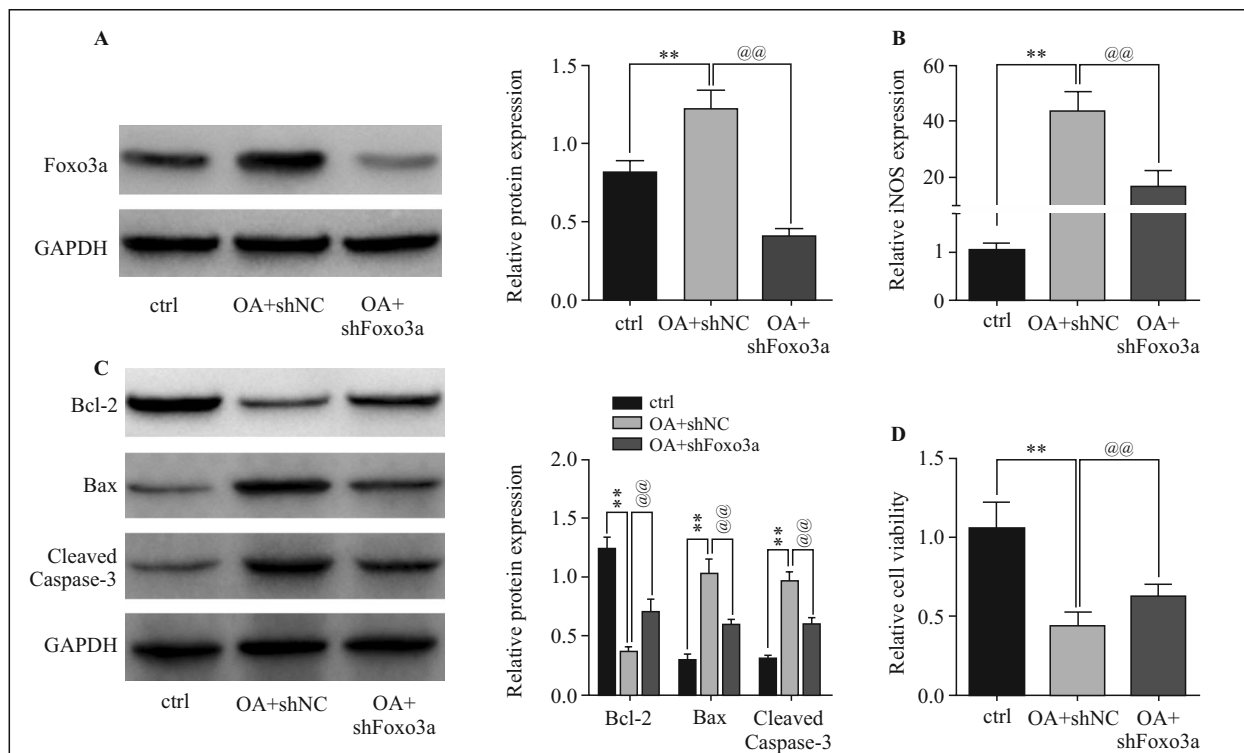 A
Foxo3a
GAPDH
ctrl
OA+shNC
OA+
shFoxo3a
Relative protein expression
1.5
1.0
0.5
0.0
**
@@
ctrl
OA+shNC
OA+
shFoxo3a
B
Relative iNOS expression
60
40
20
1
0
**
@@
ctrl
OA+shNC
OA+
shFoxo3a
C
Bcl-2
Bax
Cleaved
Caspase-3
GAPDH
ctrl
OA+shNC
OA+
shFoxo3a
ctrl
OA+shNC
OA+shFoxo3a
Relative protein expression
2.0
1.5
1.0
0.5
0.0
**
@@
**
@@
**
@@
Bcl-2
Bax
Cleaved
Caspase-3
D
Relative cell viability
1.5
1.0
0.5
0.0
**
@@
ctrl
OA+shNC
OA+
shFoxo3a